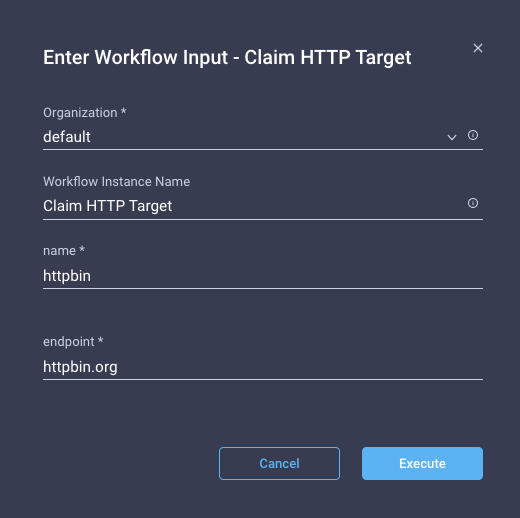 Enter Workflow Input - Claim HTTP Target
Organization *
default
Workflow Instance Name
Claim HTTP Target
name *
httpbin
endpoint *
httpbin.org
Cancel
Execute